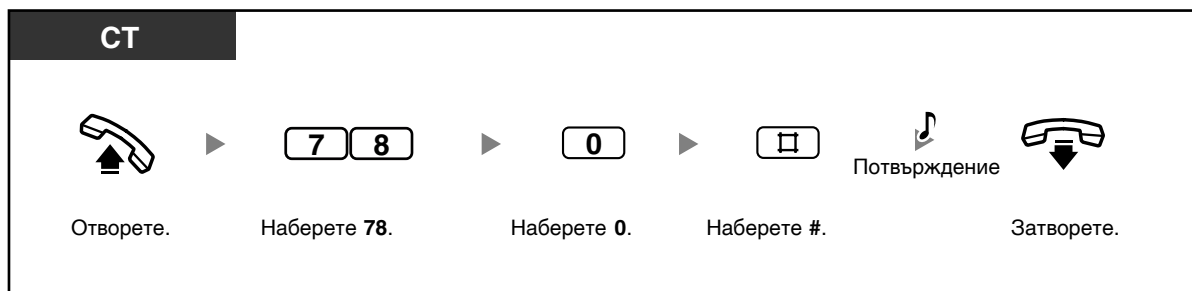 СТ
7 8 0 #
Потвърждение
Отворете. Наберете 78. Наберете 0. Наберете #. Затворете.